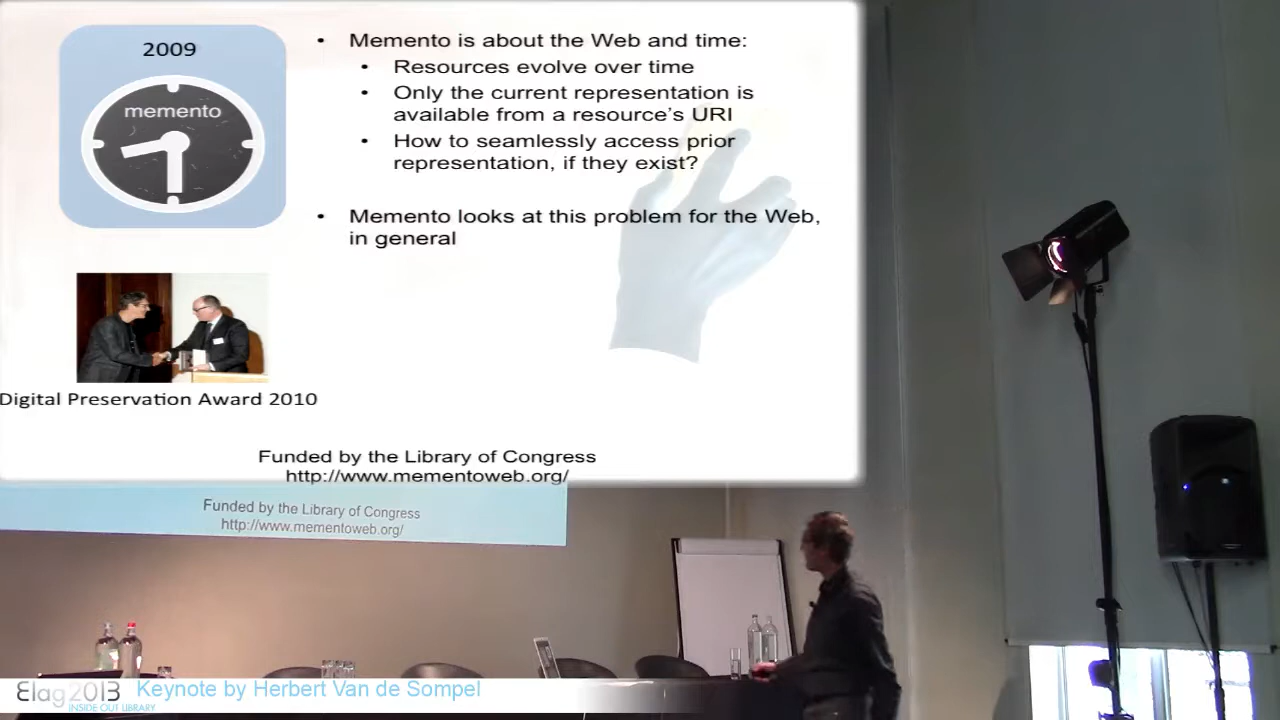 2009
memento
• Memento is about the Web and time:
• Resources evolve over time
• Only the current representation is
available from a resource's URI
• How to seamlessly access prior
representation, if they exist?
• Memento looks at this problem for the Web,
in general
Digital Preservation Award 2010
Funded by the Library of Congress
http://www.mementoweb.org/
Funded by the Library of Congress
http://www.mementoweb.org/
Elag2013
INSIDE OUT LIBRARY
Keynote by Herbert Van de Sompel